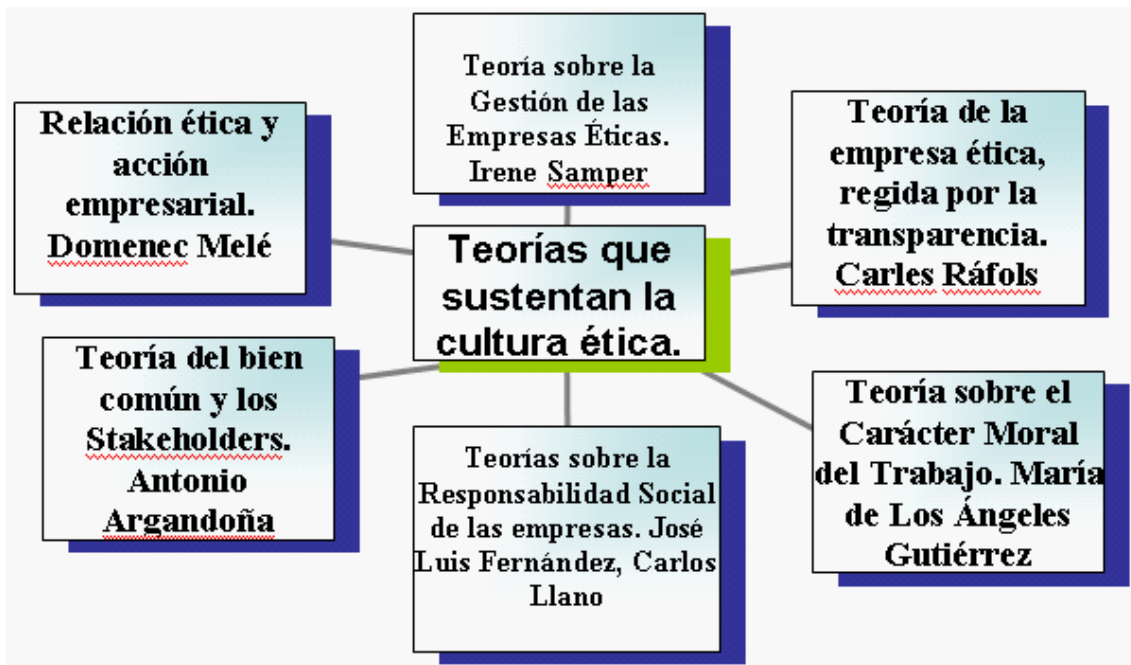 Teoría sobre la
Gestión de las
Empresas Éticas.
Irene Samper
Relación ética y
acción
empresarial.
Domenec Melé
Teoría de la
empresa ética,
regida por la
transparencia.
Carles Ráfols
Teorías que
sustentan la
cultura ética.
Teoría del bien
común y los
Stakeholders.
Antonio
Argandoña
Teorías sobre la
Responsabilidad Social
de las empresas. José
Luis Fernández, Carlos
Llano
Teoría sobre el
Carácter Moral
del Trabajo. María
de Los Ángeles
Gutiérrez